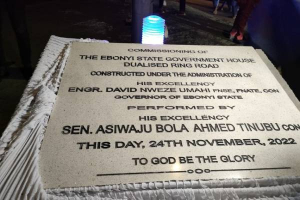 COMMISSIONING OF
THE EBONYI STATE GOVERNMENT HOUSE
DUALISED RING ROAD
CONSTRUCTED UNDER THE ADMINISTRATION OF
HIS EXCELLENCY
ENGR. DAVID NWEZE UMAHI FNSE, FNATE, CON
GOVERNOR OF EBONYI STATE
PERFORMED BY
HIS EXCELLENCY
SEN. ASIWAJU BOLA AHMED TINUBU CON
THIS DAY, 24TH NOVEMBER, 2022
TO GOD BE THE GLORY